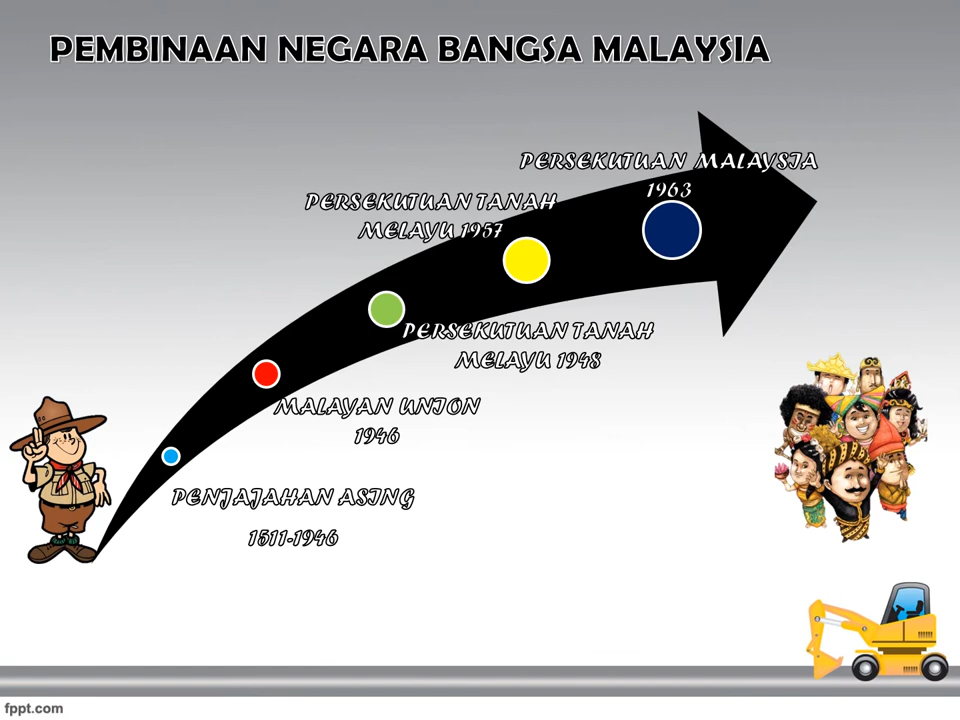 PEMBINAAN NEGARA BANGSA MALAYSIA
PERSEKUTUAN MALAYSIA
1963
PERSEKUTUAN TANAH
MELAYU 1957
PERSEKUTUAN TANAH
MELAYU 1948
MALAYAN UNION
1946
PENJAJAHAN ASING
1511-1946
fppt.com